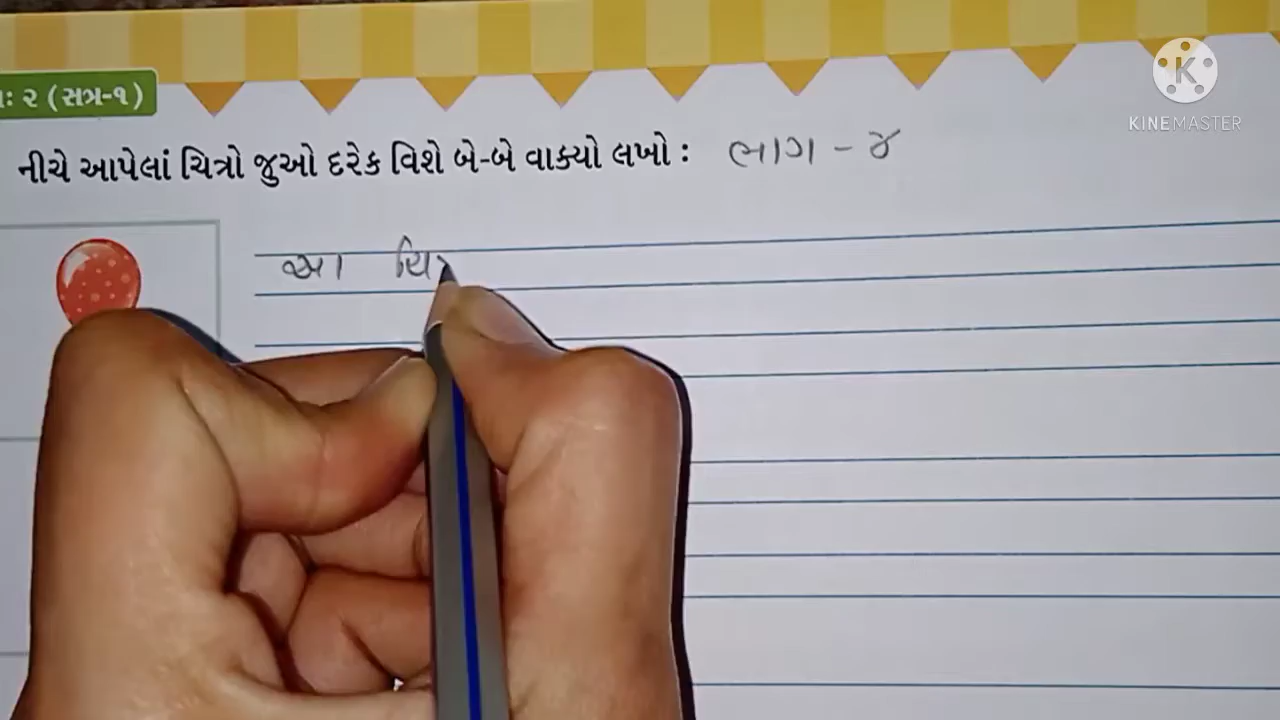 ઃ ૨ (સત્ર-૧)
નીચે આપેલાં ચિત્રો જુઓ દરેક વિશે બે-બે વાક્યો લખો : ભાગ - ૪
આ ચિ
K
KINEMASTER